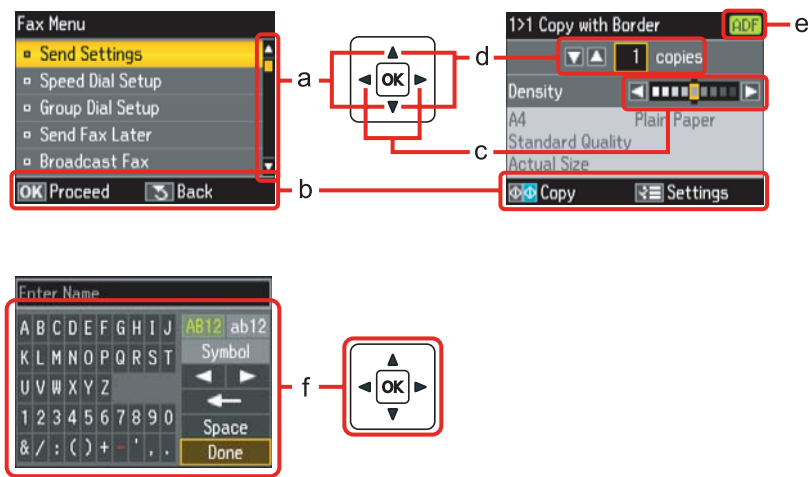 Fax Menu
Send Settings
Speed Dial Setup
Group Dial Setup
Send Fax Later
Broadcast Fax
OK Proceed Back
a
b
OK
d
c
1>1 Copy with Border ADF
e
1 copies
Density
A4 Plain Paper
Standard Quality
Actual Size
Copy Settings
Enter Name
A B C D E F G H I J AB12 ab12
K L M N O P Q R S T Symbol
U V W X Y Z
1 2 3 4 5 6 7 8 9 0 Space
& / : ( ) + - ' , . Done
f
OK